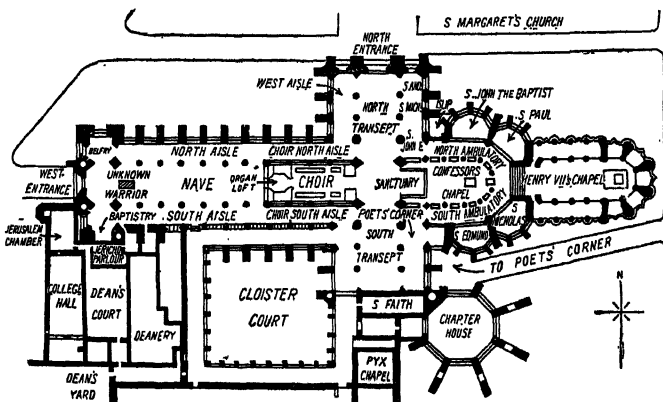 S MARGARET'S CHURCH
NORTH
ENTRANCE
WEST AISLE
S. JOHN THE BAPTIST
S AND.
S MICH.
ISLIP
S PAUL
NORTH
TRANSEPT
S.
JOHN E
BELFRY
NORTH AISLE
CHOIR NORTH AISLE
NORTH AMBULATORY
WEST
ENTRANCE
UNKNOWN
WARRIOR
NAVE
ORGAN
LOFT
CHOIR
SANCTUARY
CONFESSORS
CHAPEL
HENRY VII'S CHAPEL
JERUSALEM
CHAMBER
BAPTISTRY
SOUTH AISLE
CHOIR SOUTH AISLE
POETS' CORNER
SOUTH AMBULATORY
S NICHOLAS
S EDMUND
SOUTH
TRANSEPT
JERICHO
PARLOUR
TO POETS' CORNER
COLLEGE
HALL
DEAN'S
COURT
DEANERY
CLOISTER
COURT
S FAITH
CHAPTER
HOUSE
N
PYX
CHAPEL
DEAN'S
YARD